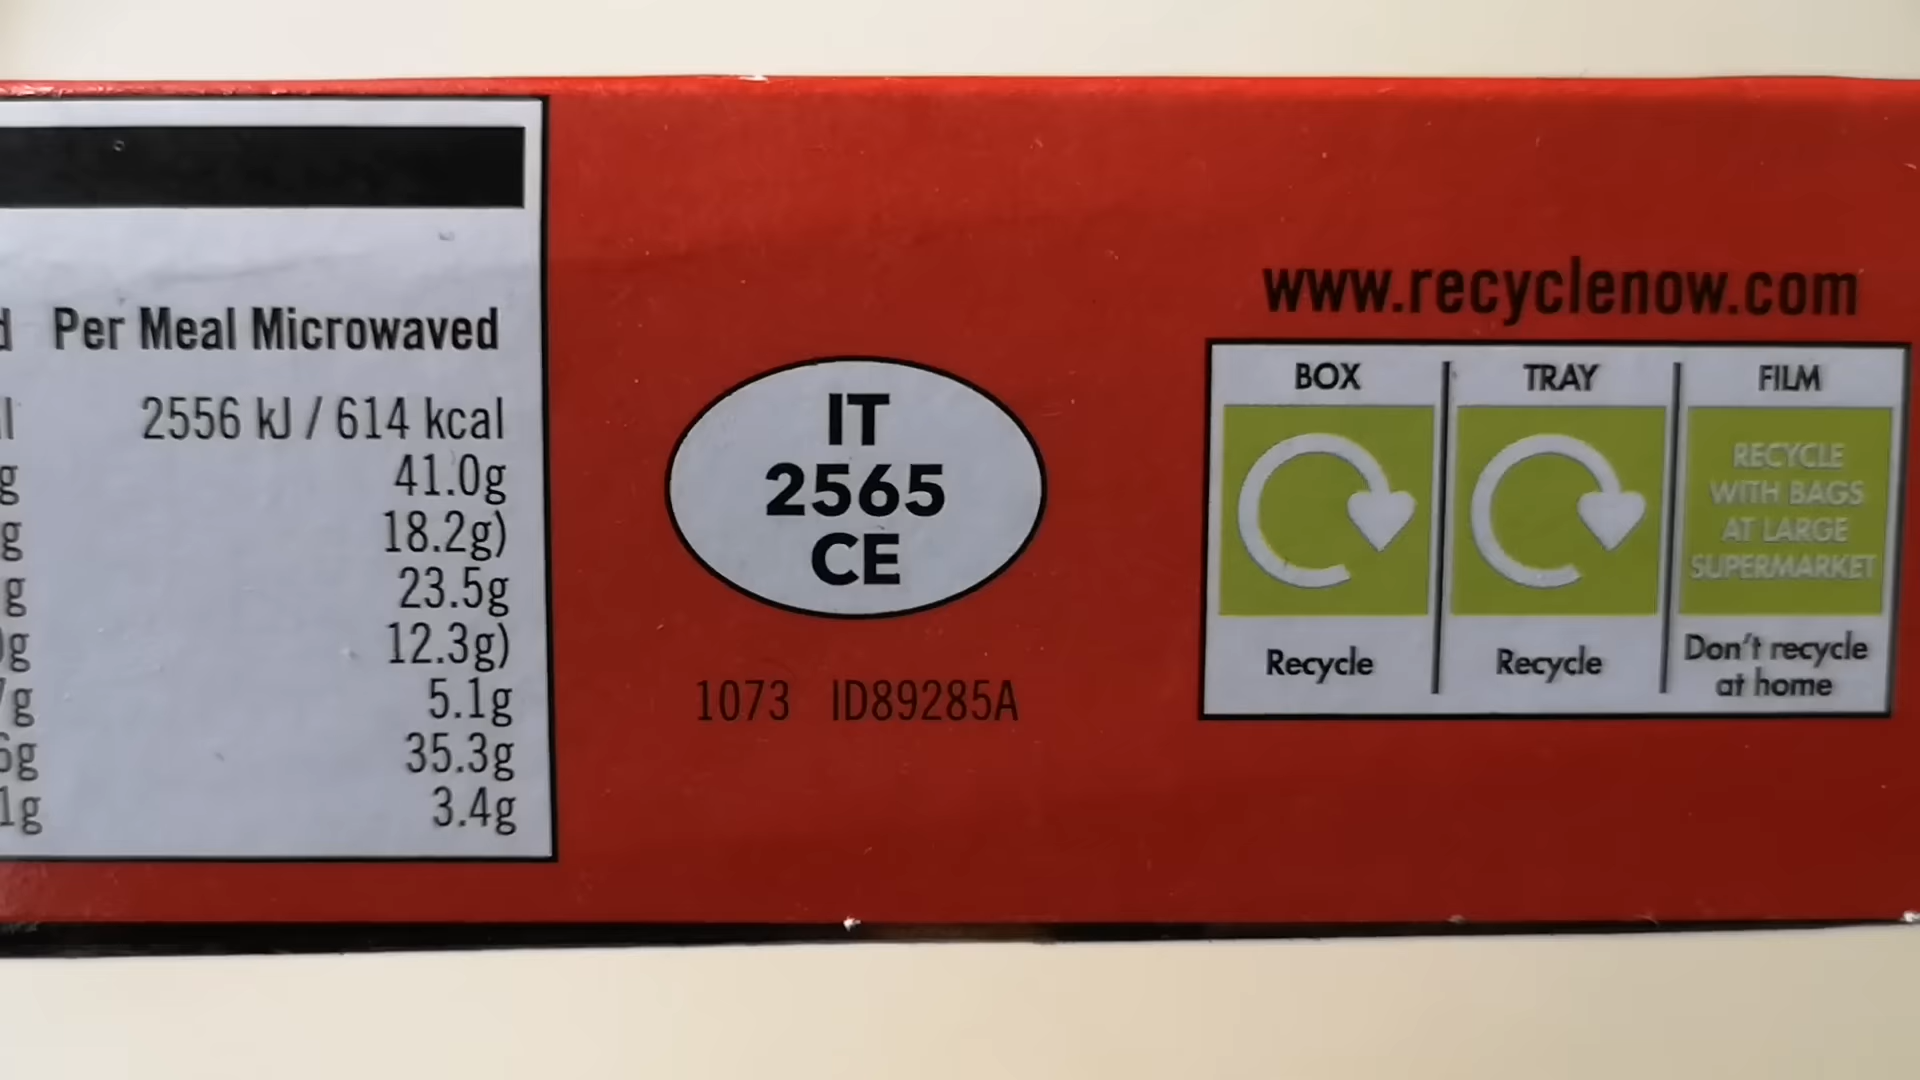 Per Meal Microwaved
2556 kJ / 614 kcal
g 41.0g
g 18.2g)
g 23.5g
g 12.3g)
g 5.1g
6g 35.3g
1g 3.4g
IT
2565
CE
1073 ID89285A
www.recyclenow.com
BOX TRAY FILM
RECYCLE
WITH BAGS
AT LARGE
SUPERMARKET
Recycle Recycle Don't recycle
at home